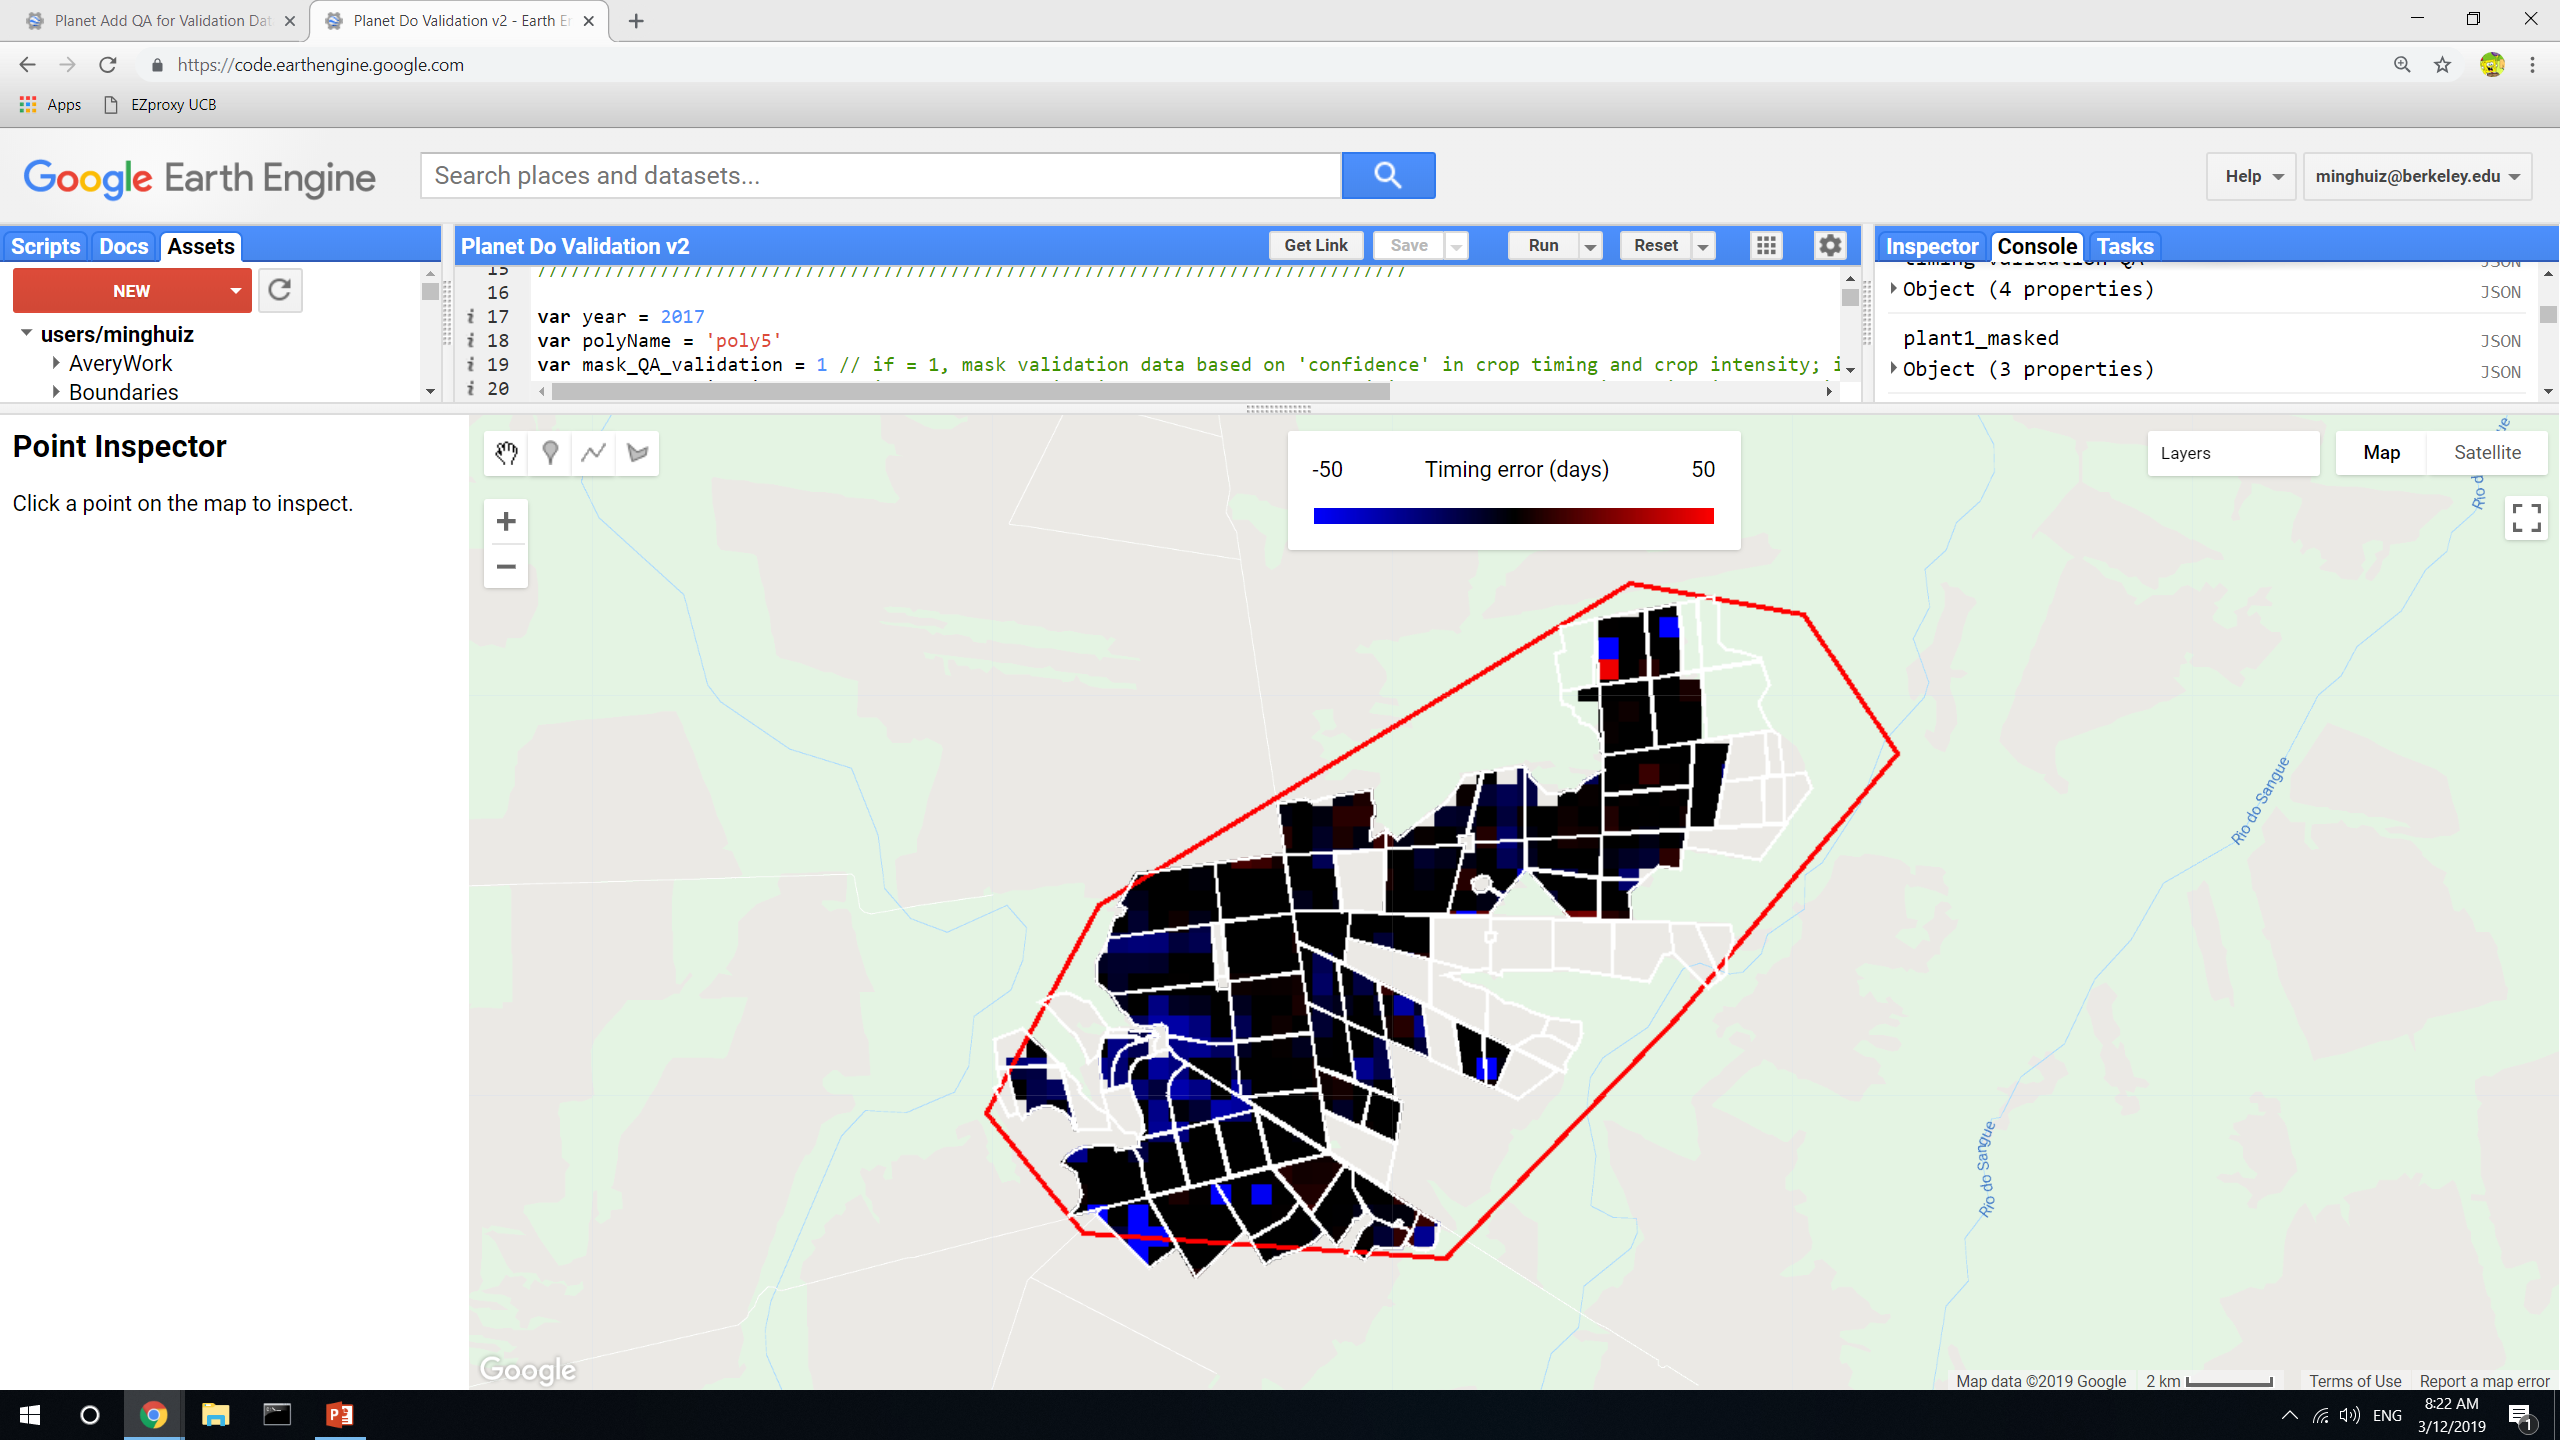 Planet Add QA for Validation Dat
Planet Do Validation v2 - Earth E
https://code.earthengine.google.com
Apps
EZproxy UCB
Google Earth Engine
Search places and datasets...
Help
minghuiz@berkeley.edu
Scripts
Docs
Assets
NEW
users/minghuiz
AveryWork
Boundaries
Planet Do Validation v2
Get Link
Save
Run
Reset
15 //////////////////////////////////////////////////////////////////////////////
16
i 17 var year = 2017
i 18 var polyName = 'poly5'
i 19 var mask_QA_validation = 1 // if = 1, mask validation data based on 'confidence' in crop timing and crop intensity; i
i 20
Inspector
Console
Tasks
timing validation QA
JSON
Object (4 properties)
JSON
plant1_masked
JSON
Object (3 properties)
JSON
Point Inspector
Click a point on the map to inspect.
-50
Timing error (days)
50
Layers
Map
Satellite
Rio do Sangue
Rio do Sangue
Google
Map data ©2019 Google
2 km
Terms of Use
Report a map error
ENG
8:22 AM
3/12/2019
1